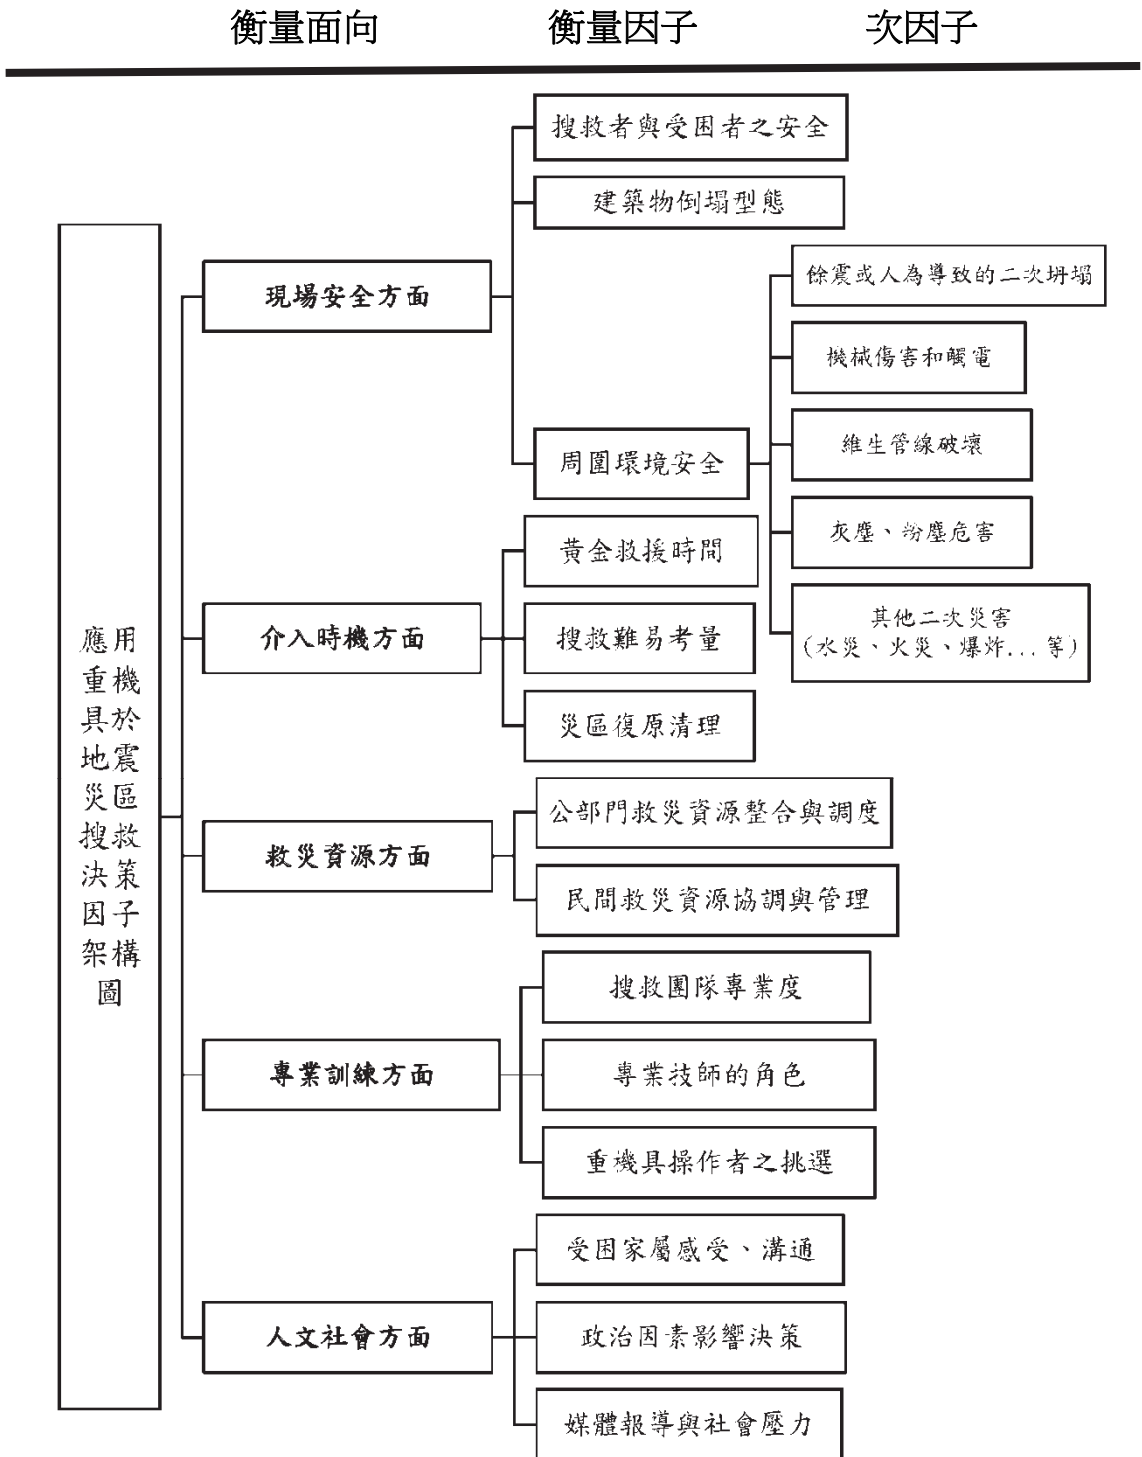 衡量面向
衡量因子
次因子
應用
重機
具於
地震
災區
搜救
決策
因子
架構
圖
現場安全方面
搜救者與受困者之安全
建築物倒塌型態
周圍環境安全
餘震或人為導致的二次坍塌
機械傷害和觸電
維生管線破壞
灰塵、粉塵危害
其他二次災害
(水災、火災、爆炸...等)
介入時機方面
黃金救援時間
搜救難易考量
災區復原清理
救災資源方面
公部門救災資源整合與調度
民間救災資源協調與管理
專業訓練方面
搜救團隊專業度
專業技師的角色
重機具操作者之挑選
人文社會方面
受困家屬感受、溝通
政治因素影響決策
媒體報導與社會壓力